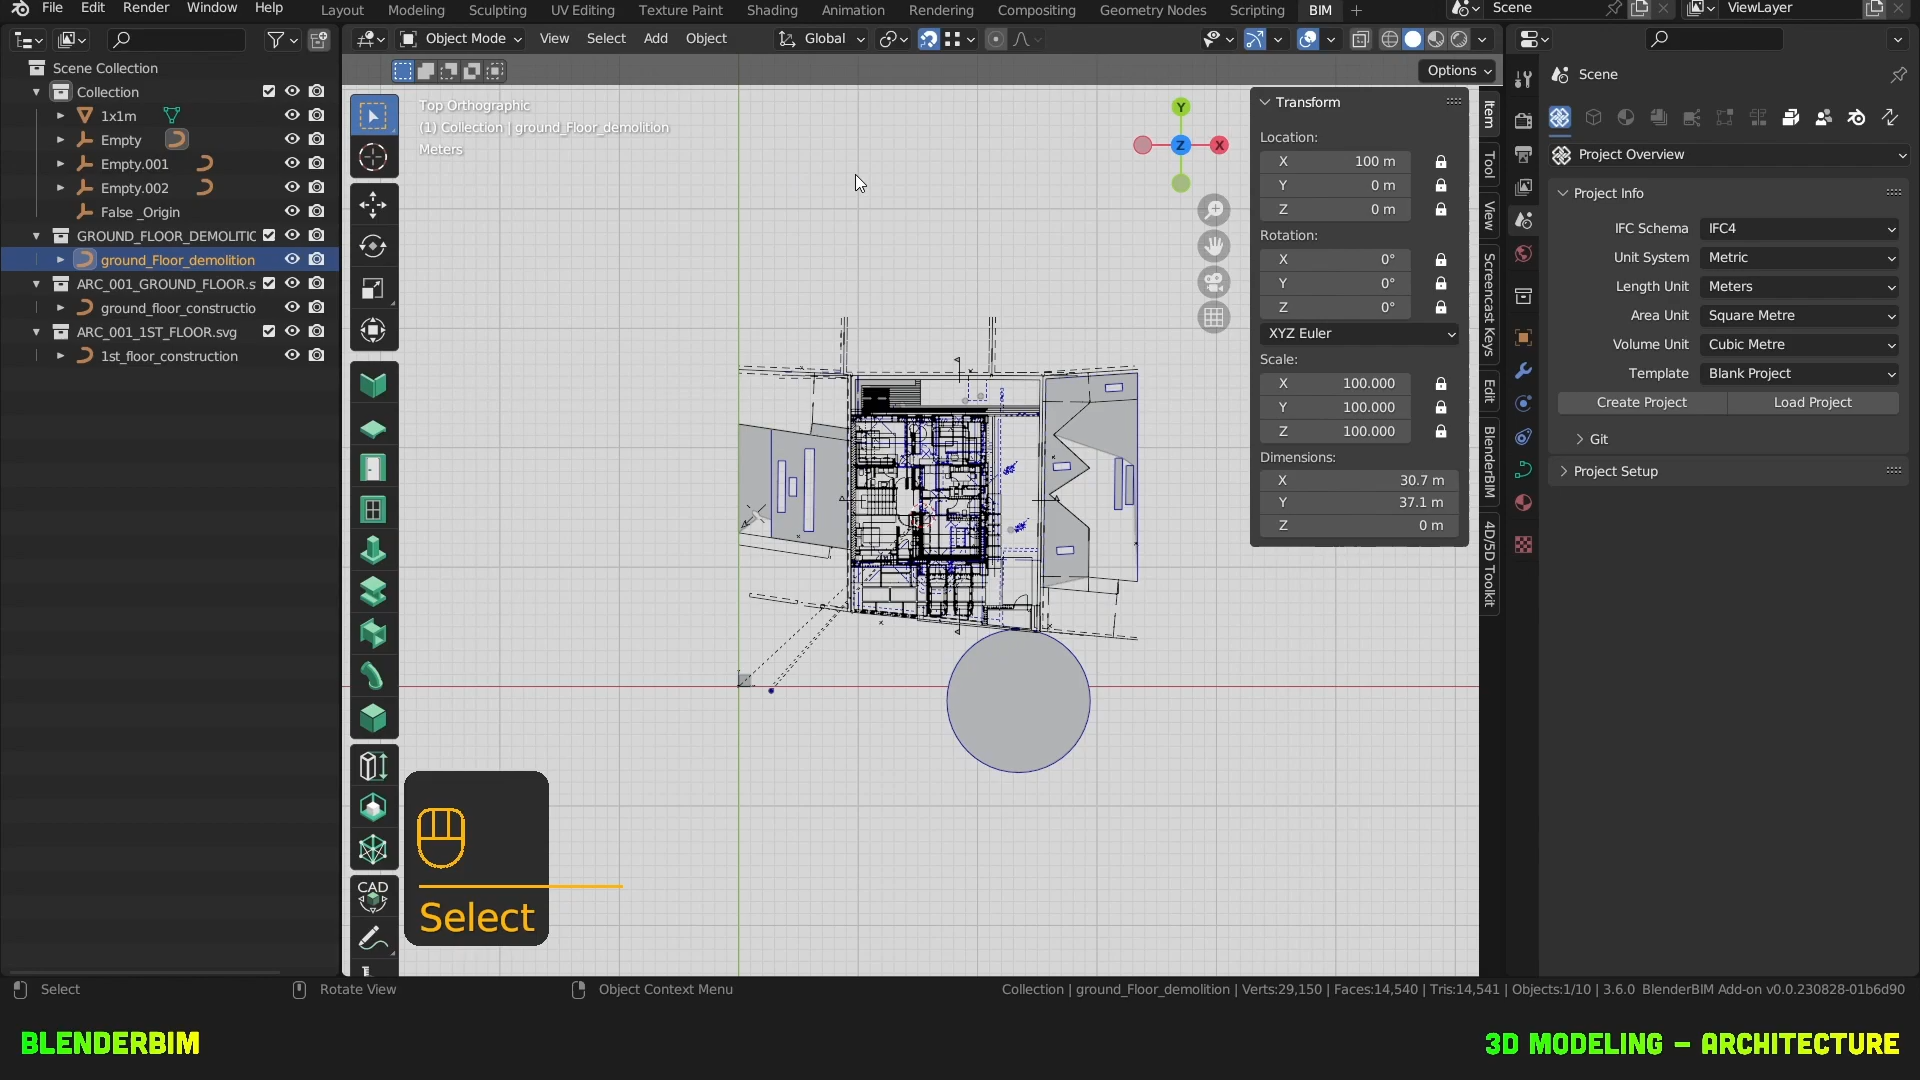 File Edit Render Window Help
Layout Modeling Sculpting UV Editing Texture Paint Shading Animation Rendering Compositing Geometry Nodes Scripting BIM +
Scene ViewLayer
Object Mode View Select Add Object Global
Options
Scene Collection
Collection
1x1m
Empty
Empty.001
Empty.002
False _Origin
GROUND_FLOOR_DEMOLITIC
ground_Floor_demolition
ARC_001_GROUND_FLOOR.s
ground_floor_constructio
ARC_001_1ST_FLOOR.svg
1st_floor_construction
Top Orthographic
(1) Collection | ground_Floor_demolition
Meters
Y
Z X
CAD
Select
Transform
Location:
X 100 m
Y 0 m
Z 0 m
Rotation:
X 0°
Y 0°
Z 0°
XYZ Euler
Scale:
X 100.000
Y 100.000
Z 100.000
Dimensions:
X 30.7 m
Y 37.1 m
Z 0 m
Item
Tool
View
Screencast Keys
Edit
BlenderBIM
4D/5D Toolkit
Scene
Project Overview
Project Info
IFC Schema IFC4
Unit System Metric
Length Unit Meters
Area Unit Square Metre
Volume Unit Cubic Metre
Template Blank Project
Create Project Load Project
Git
Project Setup
Select Rotate View Object Context Menu
Collection | ground_Floor_demolition | Verts:29,150 | Faces:14,540 | Tris:14,541 | Objects:1/10 | 3.6.0 BlenderBIM Add-on v0.0.230828-01b6d90
BLENDERBIM
3D MODELING - ARCHITECTURE